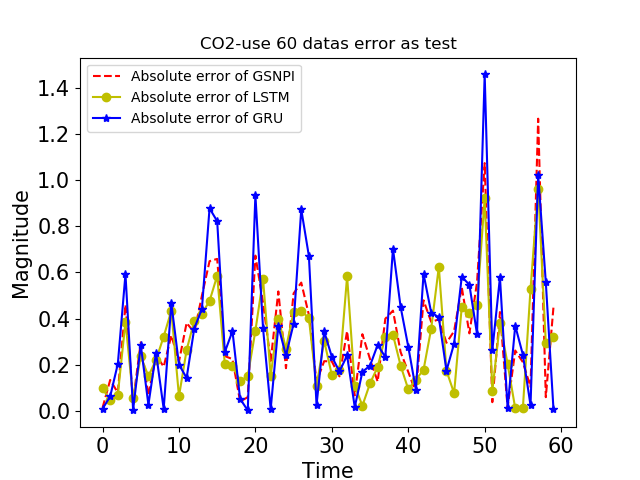 CO2-use 60 datas error as test
Absolute error of GSNPI
Absolute error of LSTM
Absolute error of GRU
Magnitude
1.4
1.2
1.0
0.8
0.6
0.4
0.2
0.0
0 10 20 30 40 50 60
Time